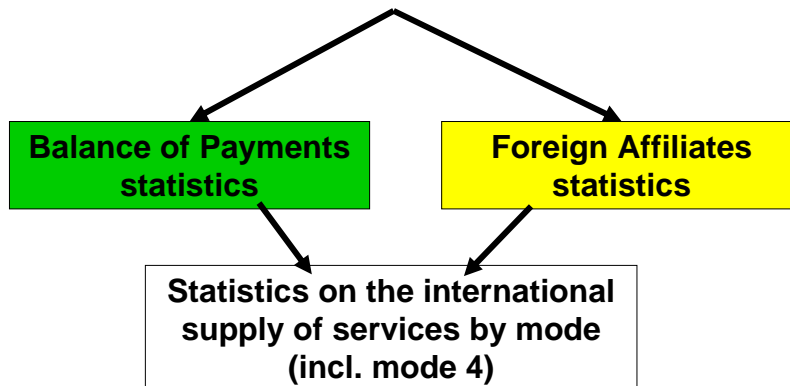 Balance of Payments
statistics
Foreign Affiliates
statistics
Statistics on the international
supply of services by mode
(incl. mode 4)